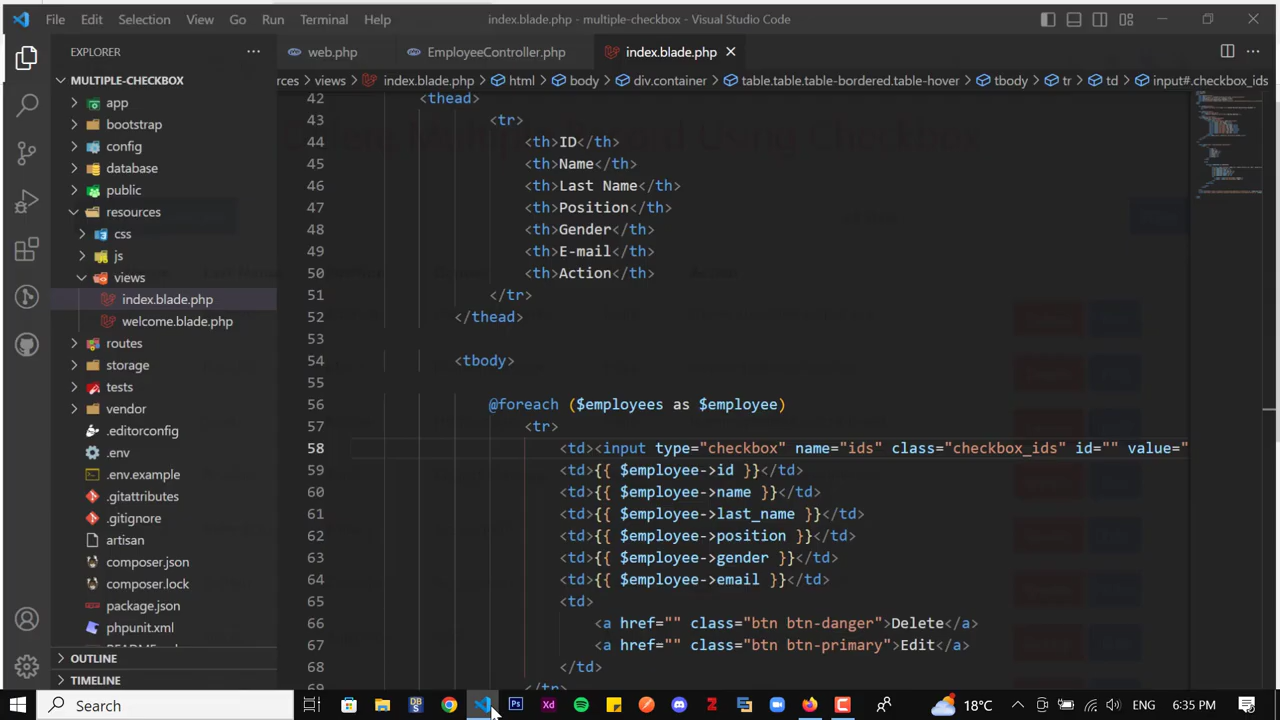 File Edit Selection View Go Run Terminal Help index.blade.php - multiple-checkbox - Visual Studio Code
EXPLORER
web.php EmployeeController.php index.blade.php
MULTIPLE-CHECKBOX
rces > views > index.blade.php > html > body > div.container > table.table.table-bordered.table-hover > tbody > tr > td > input#.checkbox_ids
app
bootstrap
config
database
public
resources
css
js
views
index.blade.php
welcome.blade.php
routes
storage
tests
vendor
.editorconfig
.env
.env.example
.gitattributes
.gitignore
artisan
composer.json
composer.lock
package.json
phpunit.xml
OUTLINE
TIMELINE
42 <thead>
43 <tr>
44 <th>ID</th>
45 <th>Name</th>
46 <th>Last Name</th>
47 <th>Position</th>
48 <th>Gender</th>
49 <th>E-mail</th>
50 <th>Action</th>
51 </tr>
52 </thead>
53
54 <tbody>
55
56 @foreach ($employees as $employee)
57 <tr>
58 <td><input type="checkbox" name="ids" class="checkbox_ids" id="" value="
59 <td>{{ $employee->id }}</td>
60 <td>{{ $employee->name }}</td>
61 <td>{{ $employee->last_name }}</td>
62 <td>{{ $employee->position }}</td>
63 <td>{{ $employee->gender }}</td>
64 <td>{{ $employee->email }}</td>
65 <td>
66 <a href="" class="btn btn-danger">Delete</a>
67 <a href="" class="btn btn-primary">Edit</a>
68 </td>
69 </tr>
Search
18°C
6:35 PM